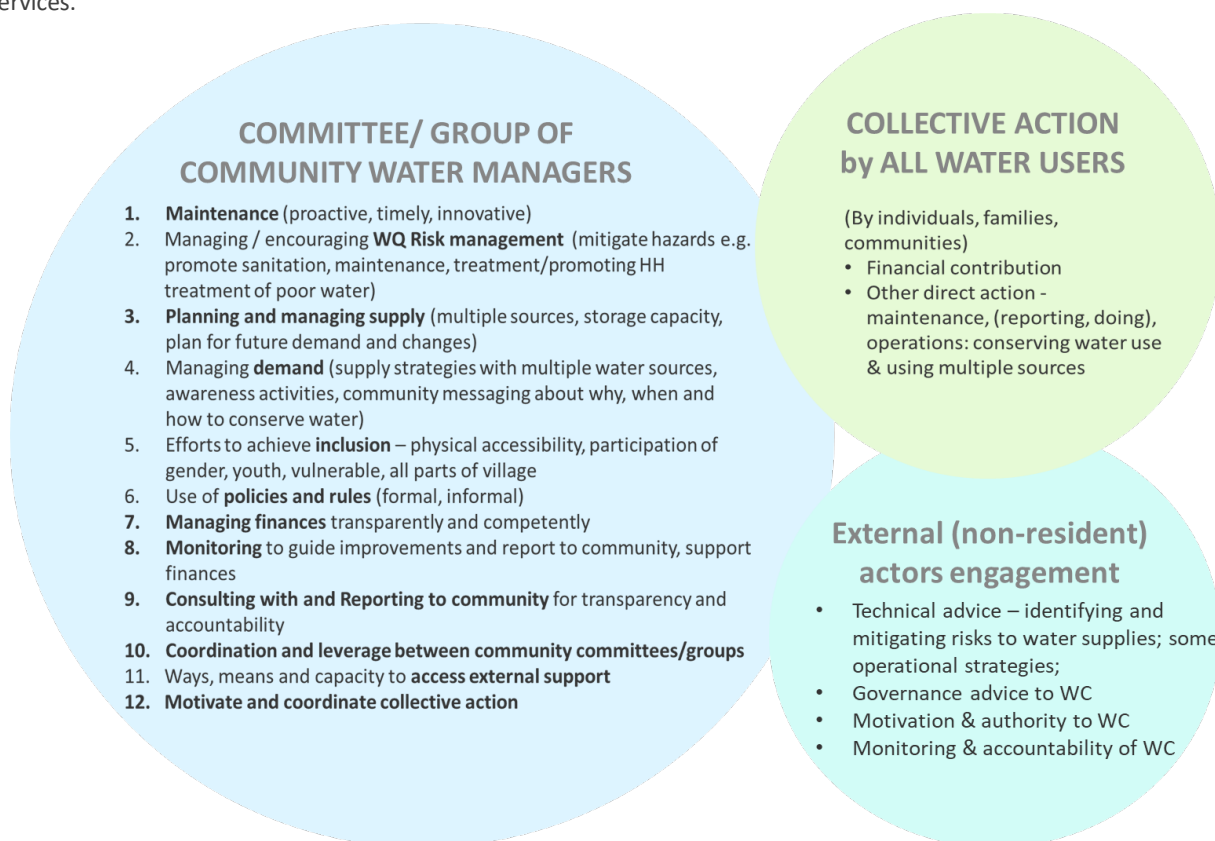 ervices.
COMMITTEE/ GROUP OF
COMMUNITY WATER MANAGERS
1. Maintenance (proactive, timely, innovative)
2. Managing / encouraging WQ Risk management (mitigate hazards e.g.
promote sanitation, maintenance, treatment/promoting HH
treatment of poor water)
3. Planning and managing supply (multiple sources, storage capacity,
plan for future demand and changes)
4. Managing demand (supply strategies with multiple water sources,
awareness activities, community messaging about why, when and
how to conserve water)
5. Efforts to achieve inclusion – physical accessibility, participation of
gender, youth, vulnerable, all parts of village
6. Use of policies and rules (formal, informal)
7. Managing finances transparently and competently
8. Monitoring to guide improvements and report to community, support
finances
9. Consulting with and Reporting to community for transparency and
accountability
10. Coordination and leverage between community committees/groups
11. Ways, means and capacity to access external support
12. Motivate and coordinate collective action
COLLECTIVE ACTION
by ALL WATER USERS
(By individuals, families,
communities)
• Financial contribution
• Other direct action -
maintenance, (reporting, doing),
operations: conserving water use
& using multiple sources
External (non-resident)
actors engagement
• Technical advice – identifying and
mitigating risks to water supplies; some
operational strategies;
• Governance advice to WC
• Motivation & authority to WC
• Monitoring & accountability of WC